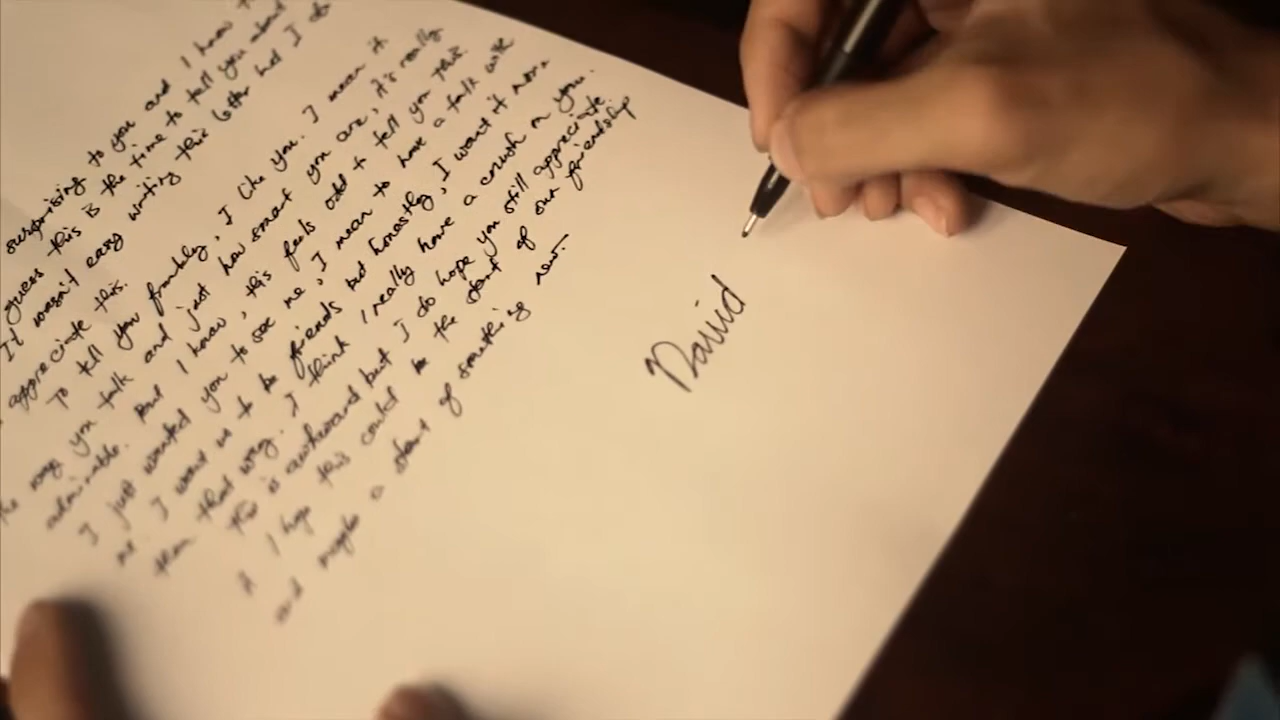 surprising to you and I know
guess this is the time to tell you about
It wasn't easy writing this
appreciate this.
To tell you frankly, I like you. I mean it
the way you talk and just how smart you are, it's really
adminable. But I know, this feels odd to tell you this.
I just wanted you to see me, I mean to have a talk with
me. I want us to be friends but honestly, I want it more
than that way. I think I really have a crush on you.
this is awkward but I do hope you still appreciate
it I hope this could be the start of our friendship
and maybe a start of something new.
David